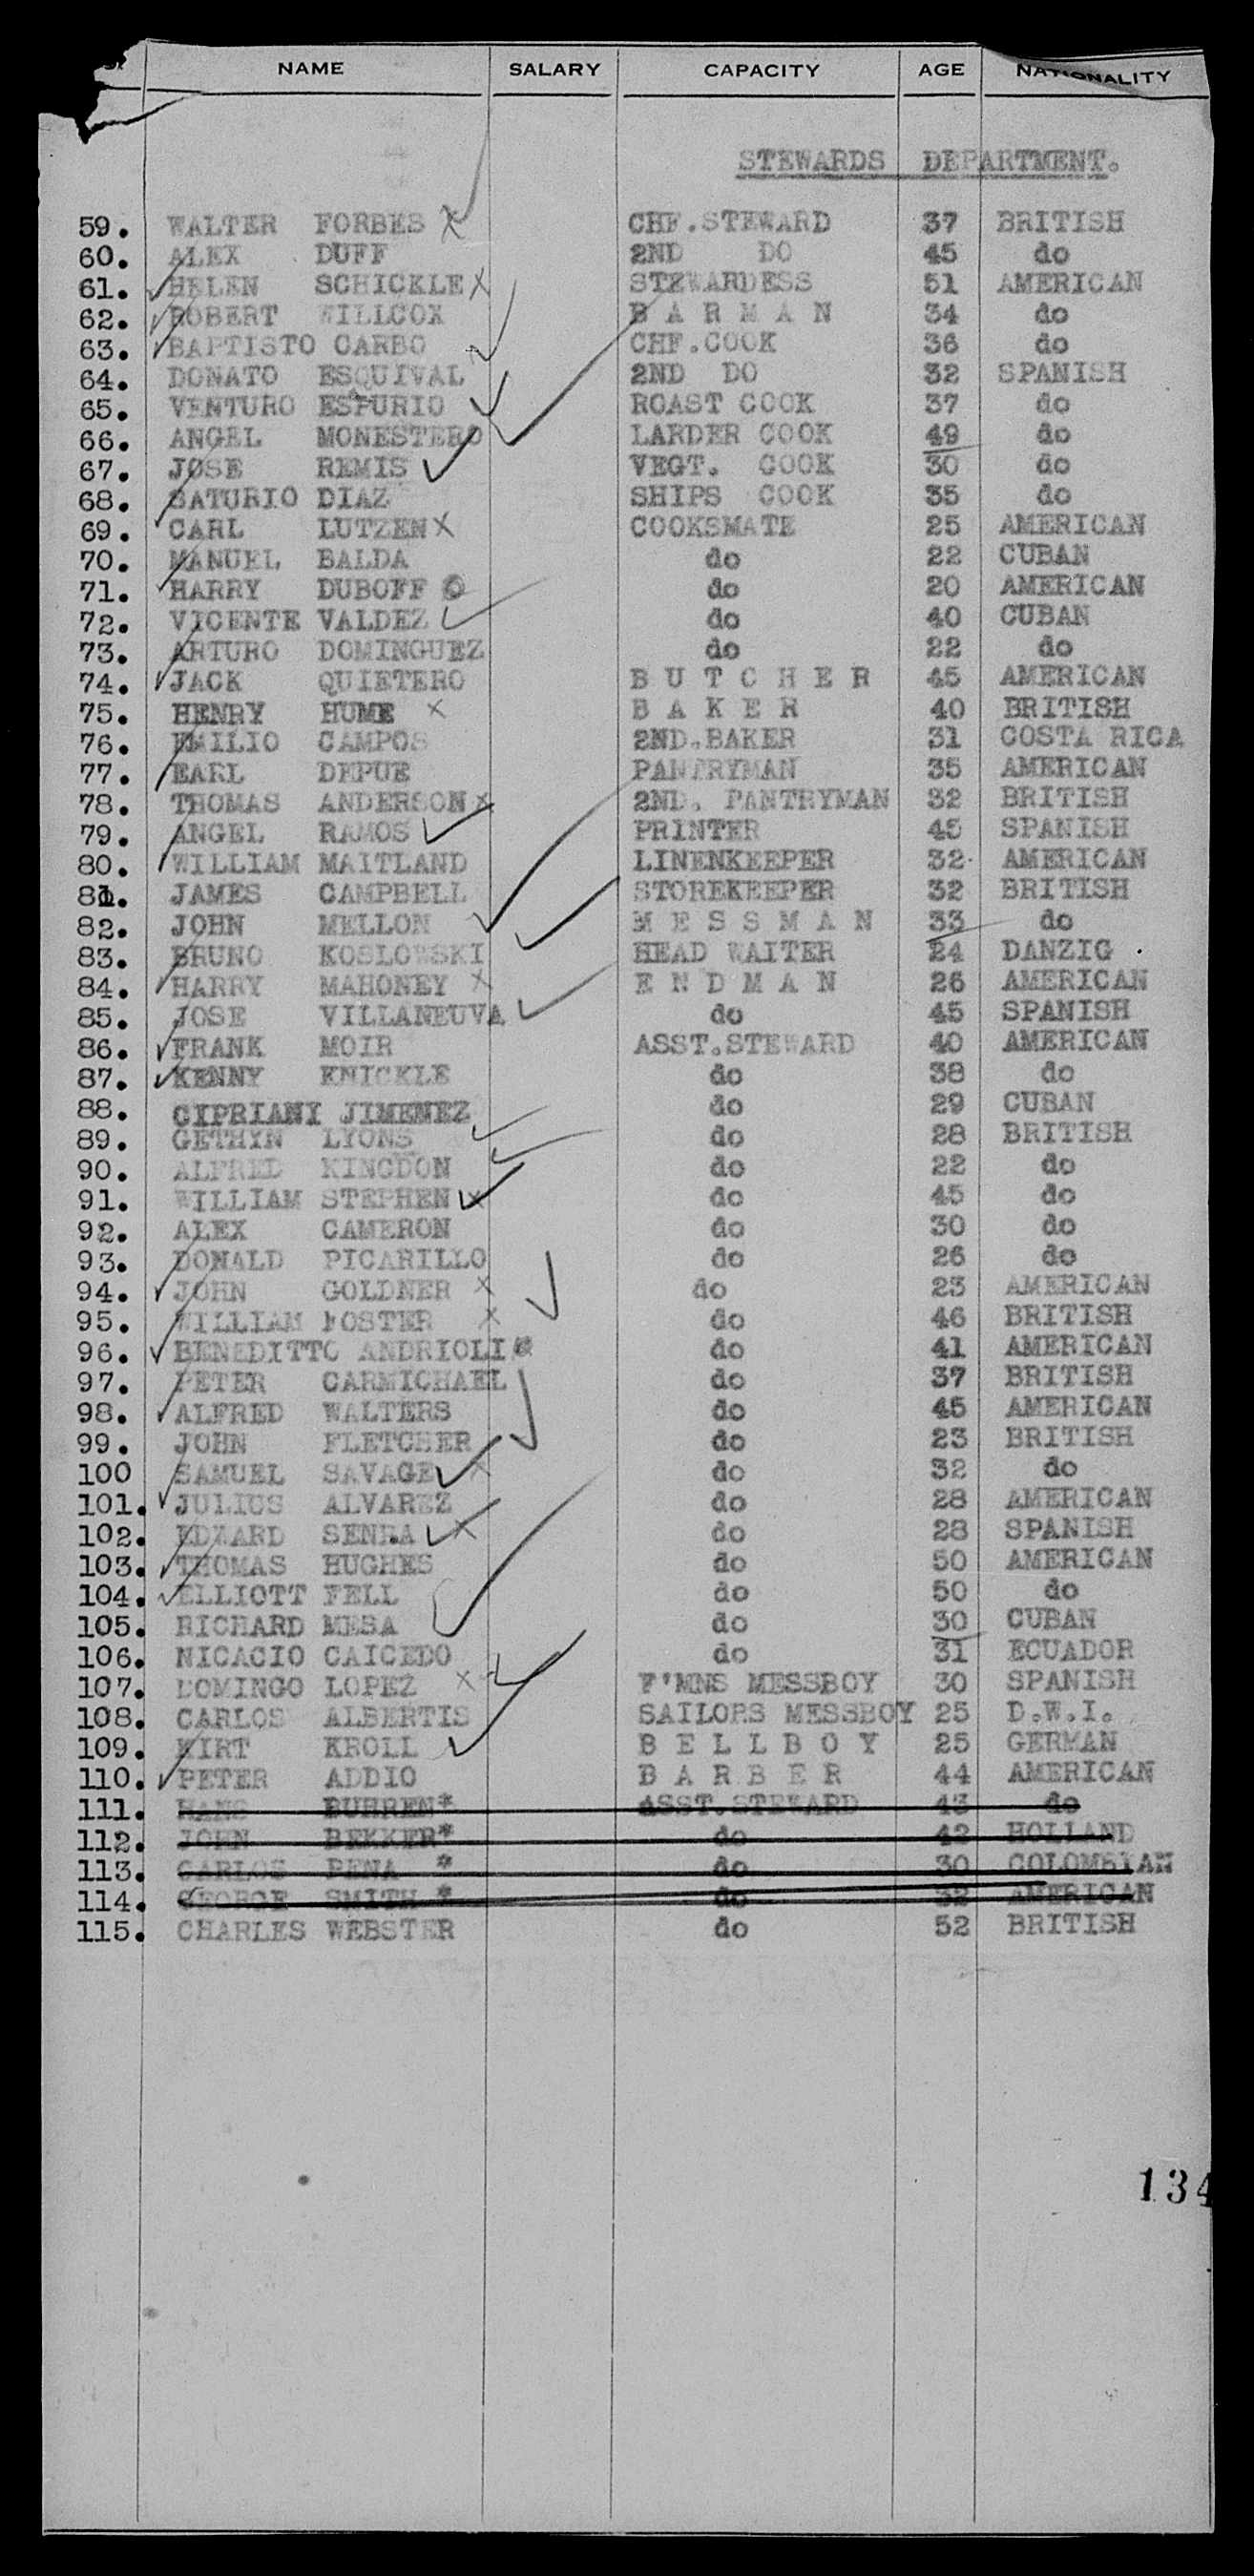 NAME SALARY CAPACITY AGE NATIONALITY
STEWARDS DEPARTMENT.
59. WALTER FORBES X CHF.STEWARD 37 BRITISH
60. ALEX DUFF 2ND DO 45 do
61. HELEN SCHICKLE X STEWARDESS 51 AMERICAN
62. ROBERT WILLCOX B A R M A N 34 do
63. BAPTISTO CARBO CHF.COOK 36 do
64. DONATO ESQUIVAL 2ND DO 32 SPANISH
65. VENTURO ESPURIO ROAST COOK 37 do
66. ANGEL MONESTERO LARDER COOK 49 do
67. JOSE REMIS VEGT. COOK 30 do
68. SATURIO DIAZ SHIPS COOK 35 do
69. CARL LUTZEN X COOKSMATE 25 AMERICAN
70. MANUEL BALDA do 22 CUBAN
71. HARRY DUBOFF do 20 AMERICAN
72. VICENTE VALDEZ do 40 CUBAN
73. ARTURO DOMINGUEZ do 22 do
74. JACK QUIETERO B U T C H E R 45 AMERICAN
75. HENRY HUME X B A K E R 40 BRITISH
76. EMILIO CAMPOS 2ND.BAKER 31 COSTA RICA
77. EARL DEPUE PANTRYMAN 35 AMERICAN
78. THOMAS ANDERSON X 2ND. PANTRYMAN 32 BRITISH
79. ANGEL RAMOS PRINTER 45 SPANISH
80. WILLIAM MAITLAND LINENKEEPER 32 AMERICAN
81. JAMES CAMPBELL STOREKEEPER 32 BRITISH
82. JOHN MELLON M E S S M A N 33 do
83. BRUNO KOSLOWSKI HEAD WAITER 24 DANZIG .
84. HARRY MAHONEY X E N D M A N 26 AMERICAN
85. JOSE VILLANEUVA do 45 SPANISH
86. FRANK MOIR ASST.STEWARD 40 AMERICAN
87. KENNY KNICKLE do 38 do
88. CIPRIANI JIMENEZ do 29 CUBAN
89. GETHYN LYONS do 28 BRITISH
90. ALFRED KINGDON do 22 do
91. WILLIAM STEPHEN X do 45 do
92. ALEX CAMERON do 30 do
93. DONALD PICARILLO do 26 do
94. JOHN GOLDNER X do 23 AMERICAN
95. WILLIAM FOSTER X do 46 BRITISH
96. BENEDITTO ANDRIOLI* do 41 AMERICAN
97. PETER CARMICHAEL do 37 BRITISH
98. ALFRED WALTERS do 45 AMERICAN
99. JOHN FLETCHER do 23 BRITISH
100 SAMUEL SAVAGE X do 32 do
101. JULIUS ALVAREZ do 28 AMERICAN
102. EDWARD SENRA X do 28 SPANISH
103. THOMAS HUGHES do 50 AMERICAN
104. ELLIOTT FELL do 50 do
105. RICHARD MESA do 30 CUBAN
106. NICACIO CAICEDO do 31 ECUADOR
107. DOMINGO LOPEZ X F'MNS MESSBOY 30 SPANISH
108. CARLOS ALBERTIS SAILORS MESSBOY 25 D.W.I.
109. KIRT KROLL B E L L B O Y 25 GERMAN
110. PETER ADDIO B A R B E R 44 AMERICAN
111. HANS BUHREN* ASST.STEWARD 43 do
112. JOHN BEKKER* do 42 HOLLAND
113. CARLOS PENA * do 30 COLOMBIAN
114. GEORGE SMITH * do 32 AMERICAN
115. CHARLES WEBSTER do 52 BRITISH
134